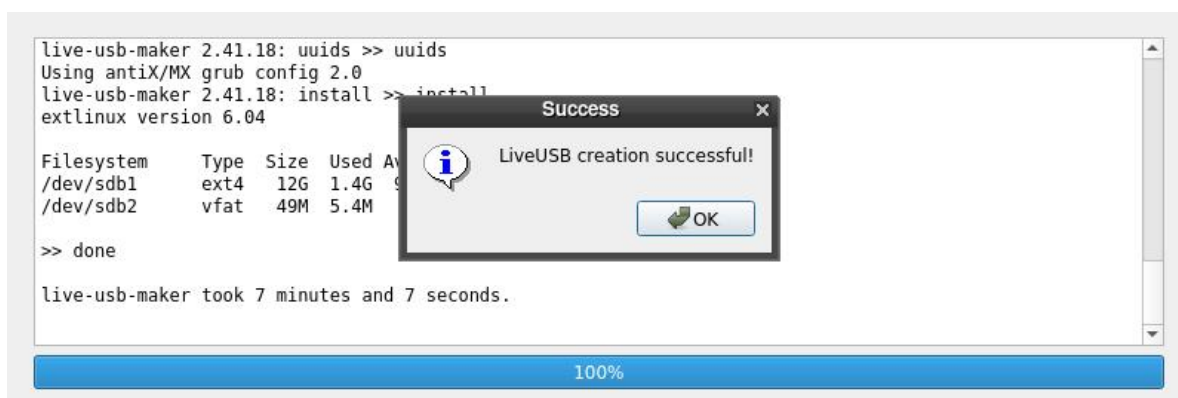 live-usb-maker 2.41.18: uuids >> uuids
Using antiX/MX grub config 2.0
live-usb-maker 2.41.18: install >> install
extlinux version 6.04
Filesystem Type Size Used
/dev/sdb1 ext4 12G 1.4G
/dev/sdb2 vfat 49M 5.4M
>> done
live-usb-maker took 7 minutes and 7 seconds.
Success
LiveUSB creation successful!
OK
100%